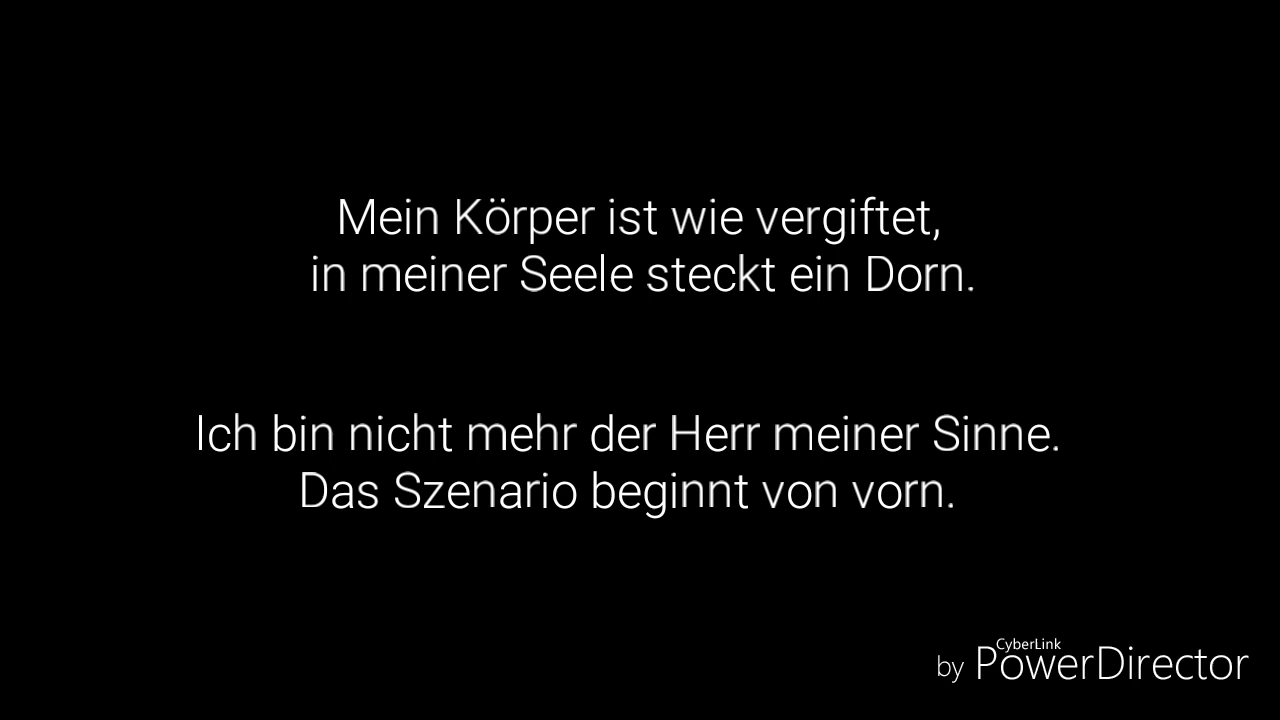 Mein Körper ist wie vergiftet,
in meiner Seele steckt ein Dorn.
Ich bin nicht mehr der Herr meiner Sinne.
Das Szenario beginnt von vorn.
CyberLink
by PowerDirector